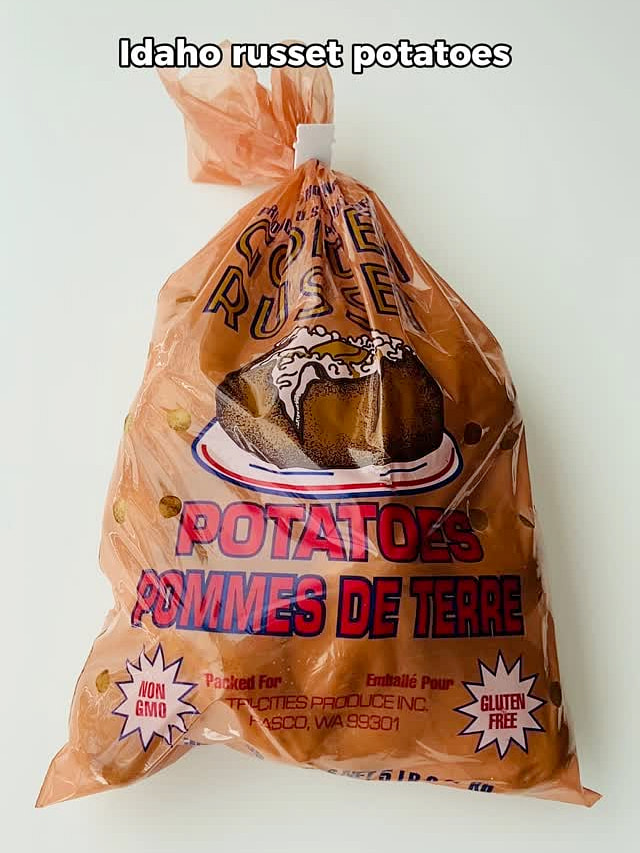 Idaho russet potatoes
U.S.
RUSSE
POTATOES
POMMES DE TERRE
NON
GMO
Packed For
Emballé Pour
TRI-CITIES PRODUCE INC.
PASCO, WA 99301
GLUTEN
FREE